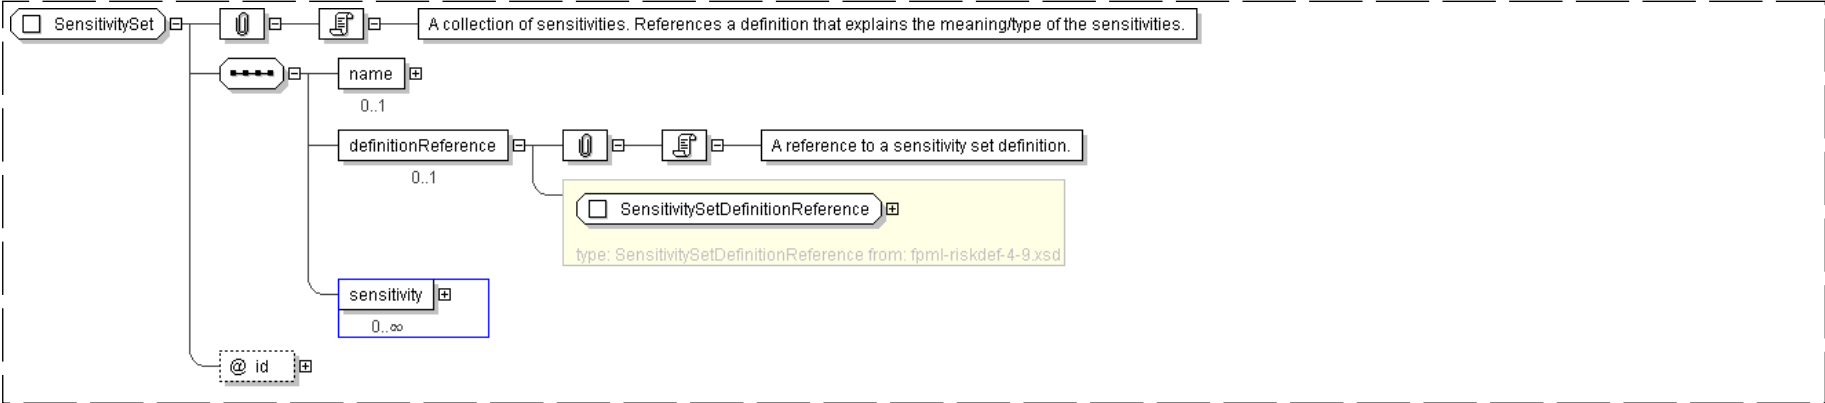 SensitivitySet
A collection of sensitivities. References a definition that explains the meaning/type of the sensitivities.
name
0..1
definitionReference
A reference to a sensitivity set definition.
0..1
SensitivitySetDefinitionReference
type: SensitivitySetDefinitionReference from: fpml-riskdef-4-9.xsd
sensitivity
0..∞
@ id